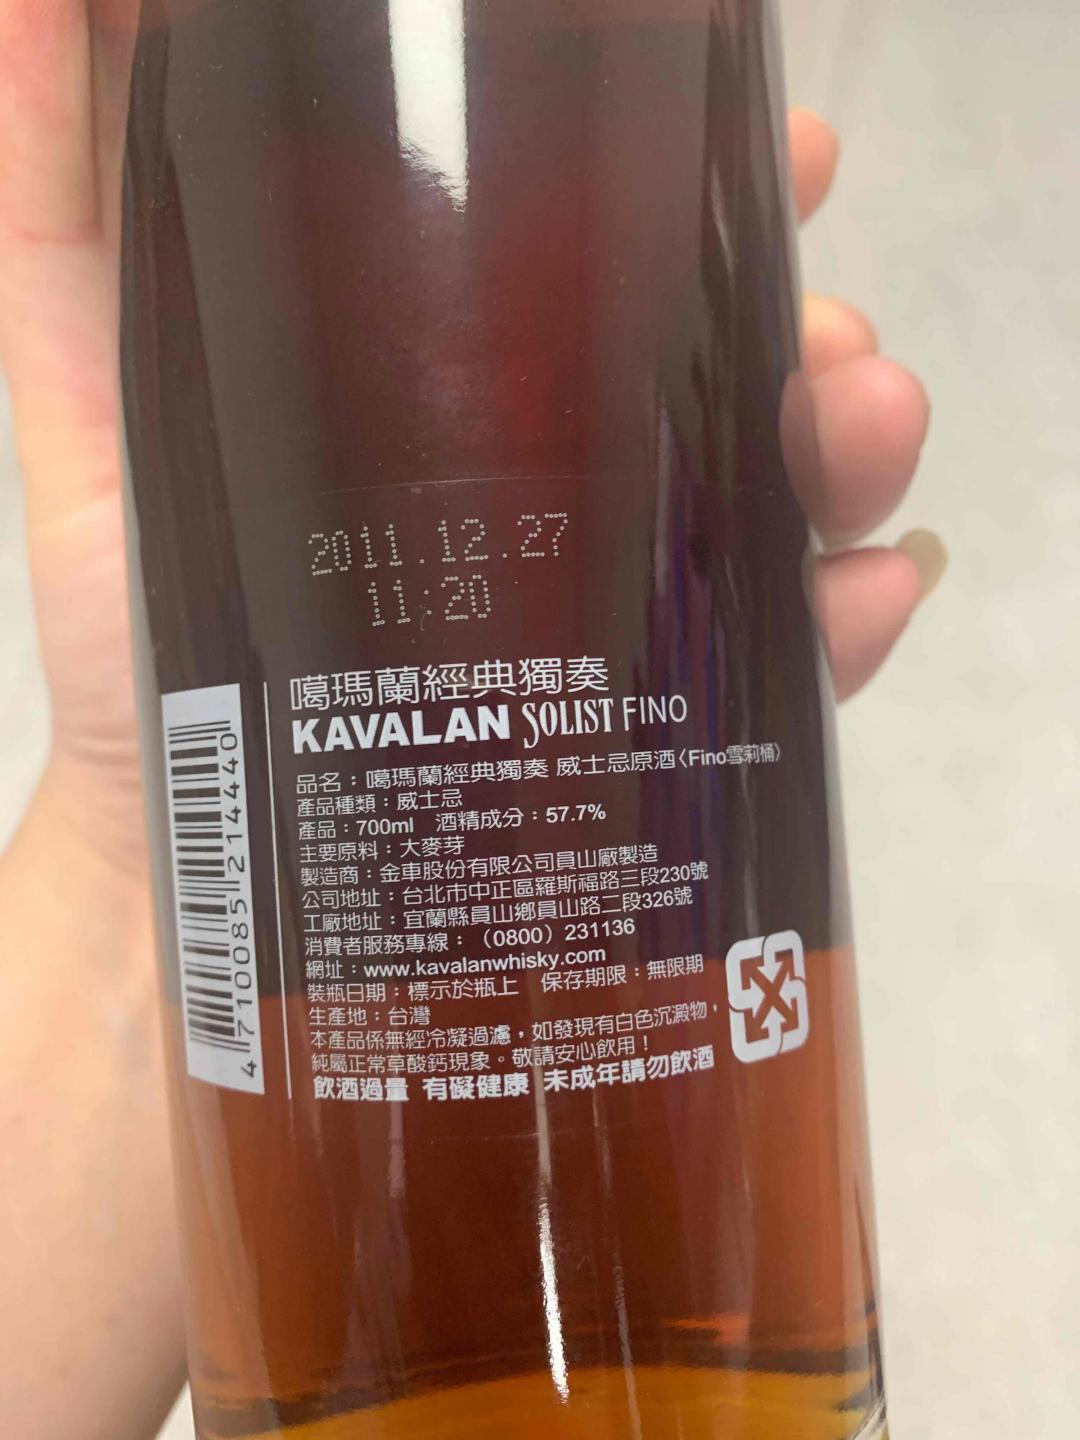 2011.12.27
11:20
噶瑪蘭經典獨奏
KAVALAN SOLIST FINO
品名：噶瑪蘭經典獨奏 威士忌原酒〈Fino雪莉桶〉
產品種類：威士忌
產品：700ml 酒精成分：57.7%
主要原料：大麥芽
製造商：金車股份有限公司員山廠製造
公司地址：台北市中正區羅斯福路三段230號
工廠地址：宜蘭縣員山鄉員山路二段326號
消費者服務專線：（0800）231136
網址：www.kavalanwhisky.com
裝瓶日期：標示於瓶上 保存期限：無限期
生產地：台灣
本產品係無經冷凝過濾，如發現有白色沉澱物，
純屬正常草酸鈣現象。敬請安心飲用！
飲酒過量 有礙健康 未成年請勿飲酒
4 710085 214440